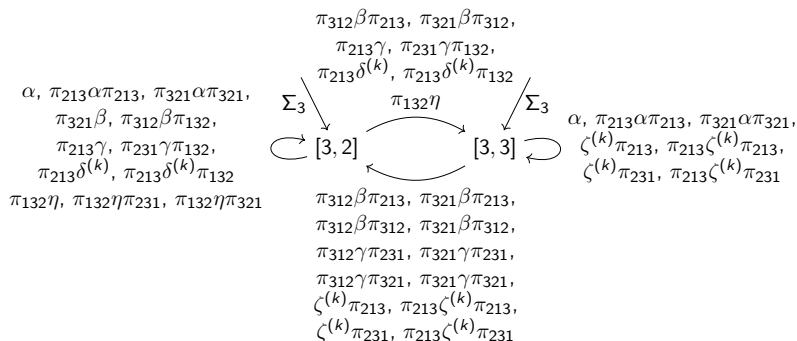 π₃₁₂βπ₂₁₃, π₃₂₁βπ₃₁₂,
π₂₁₃γ, π₂₃₁γπ₁₃₂,
π₂₁₃δ⁽ᵏ⁾, π₂₁₃δ⁽ᵏ⁾π₁₃₂
π₁₃₂η
Σ₃
Σ₃
α, π₂₁₃απ₂₁₃, π₃₂₁απ₃₂₁,
π₃₂₁β, π₃₁₂βπ₁₃₂,
π₂₁₃γ, π₂₃₁γπ₁₃₂,
π₂₁₃δ⁽ᵏ⁾, π₂₁₃δ⁽ᵏ⁾π₁₃₂
π₁₃₂η, π₁₃₂ηπ₂₃₁, π₁₃₂ηπ₃₂₁
[3, 2]
[3, 3]
α, π₂₁₃απ₂₁₃, π₃₂₁απ₃₂₁,
ζ⁽ᵏ⁾π₂₁₃, π₂₁₃ζ⁽ᵏ⁾π₂₁₃,
ζ⁽ᵏ⁾π₂₃₁, π₂₁₃ζ⁽ᵏ⁾π₂₃₁
π₃₁₂βπ₂₁₃, π₃₂₁βπ₂₁₃,
π₃₁₂βπ₃₁₂, π₃₂₁βπ₃₁₂,
π₃₁₂γπ₂₃₁, π₃₂₁γπ₂₃₁,
π₃₁₂γπ₃₂₁, π₃₂₁γπ₃₂₁,
ζ⁽ᵏ⁾π₂₁₃, π₂₁₃ζ⁽ᵏ⁾π₂₁₃,
ζ⁽ᵏ⁾π₂₃₁, π₂₁₃ζ⁽ᵏ⁾π₂₃₁